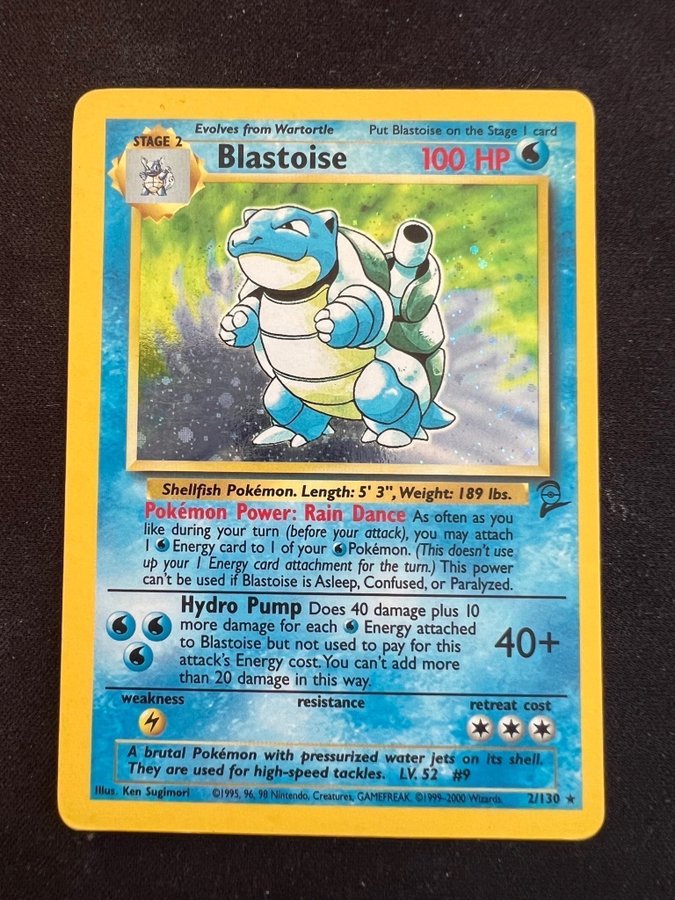 Evolves from Wartortle Put Blastoise on the Stage 1 card
STAGE 2
Blastoise 100 HP
Shellfish Pokémon. Length: 5' 3", Weight: 189 lbs.
Pokémon Power: Rain Dance As often as you
like during your turn (before your attack), you may attach
1 Energy card to 1 of your Pokémon. (This doesn't use
up your 1 Energy card attachment for the turn.) This power
can't be used if Blastoise is Asleep, Confused, or Paralyzed.
Hydro Pump Does 40 damage plus 10
more damage for each Energy attached
to Blastoise but not used to pay for this
attack's Energy cost. You can't add more
than 20 damage in this way.
40+
weakness resistance retreat cost
A brutal Pokémon with pressurized water jets on its shell.
They are used for high-speed tackles. LV. 52 #9
Illus. Ken Sugimori ©1995, 96, 98 Nintendo, Creatures, GAMEFREAK. ©1999-2000 Wizards. 2/130 ★